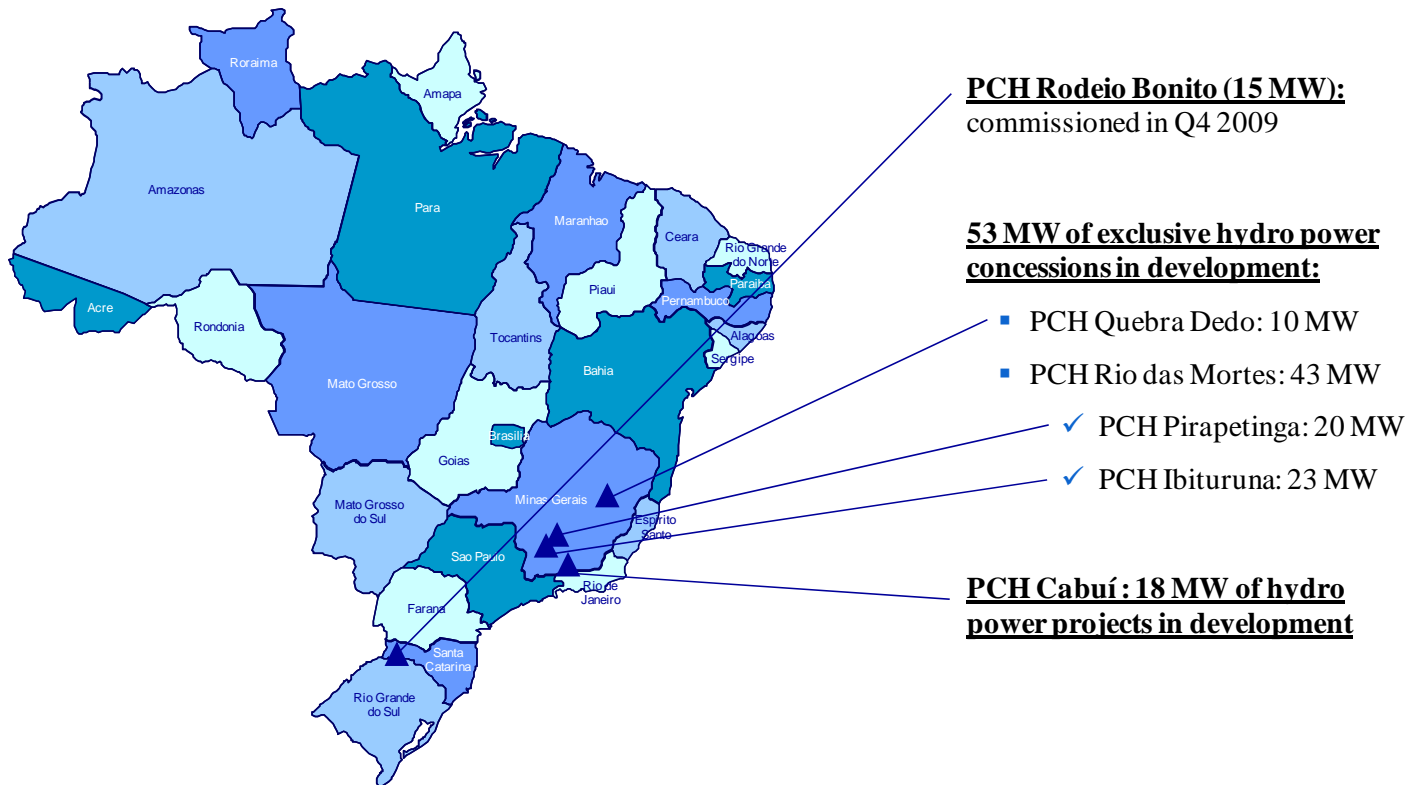 Roraima
Amapa
Amazonas
Para
Maranhao
Ceara
Rio Grande
do Norte
Paraiba
Piaui
Pernambuco
Acre
Rondonia
Tocantins
Alagoas
Sergipe
Bahia
Mato Grosso
Brasilia
Goias
Minas Gerais
Mato Grosso
do Sul
Espirito
Santo
Sao Paulo
Rio de
Janeiro
Farana
Santa
Catarina
Rio Grande
do Sul
PCH Rodeio Bonito (15 MW):
commissioned in Q4 2009
53 MW of exclusive hydro power
concessions in development:
▪ PCH Quebra Dedo: 10 MW
▪ PCH Rio das Mortes: 43 MW
✓ PCH Pirapetinga: 20 MW
✓ PCH Ibituruna: 23 MW
PCH Cabuí : 18 MW of hydro
power projects in development